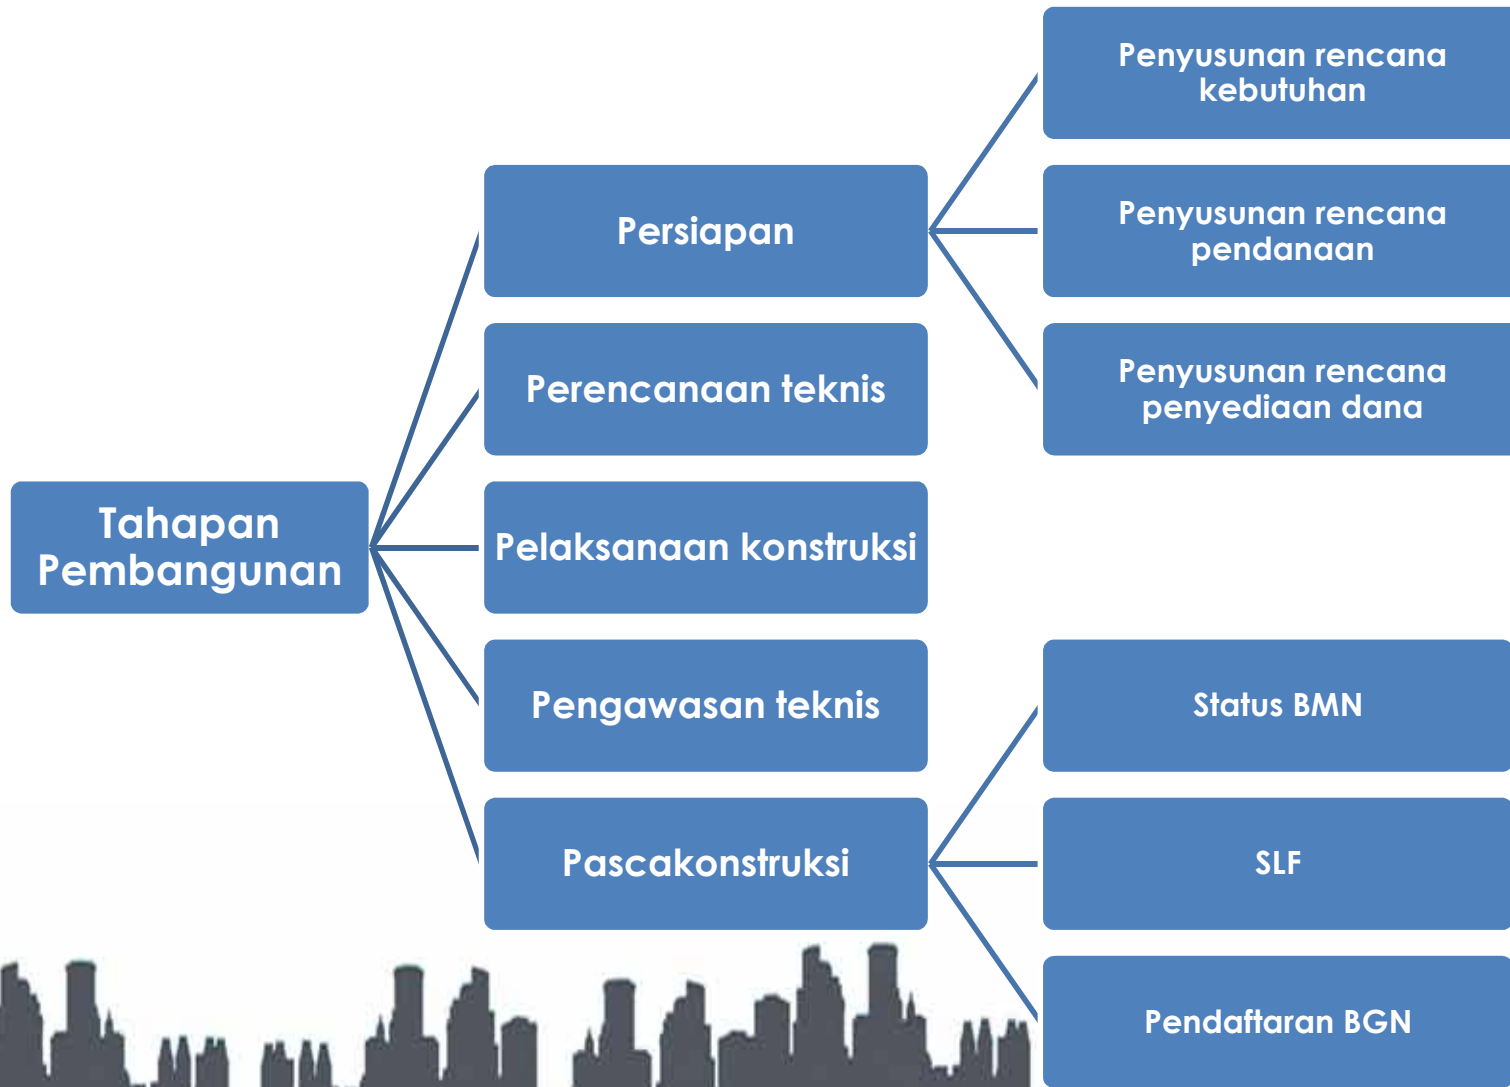 Tahapan
Pembangunan
Persiapan
Perencanaan teknis
Pelaksanaan konstruksi
Pengawasan teknis
Pascakonstruksi
Penyusunan rencana
kebutuhan
Penyusunan rencana
pendanaan
Penyusunan rencana
penyediaan dana
Status BMN
SLF
Pendaftaran BGN